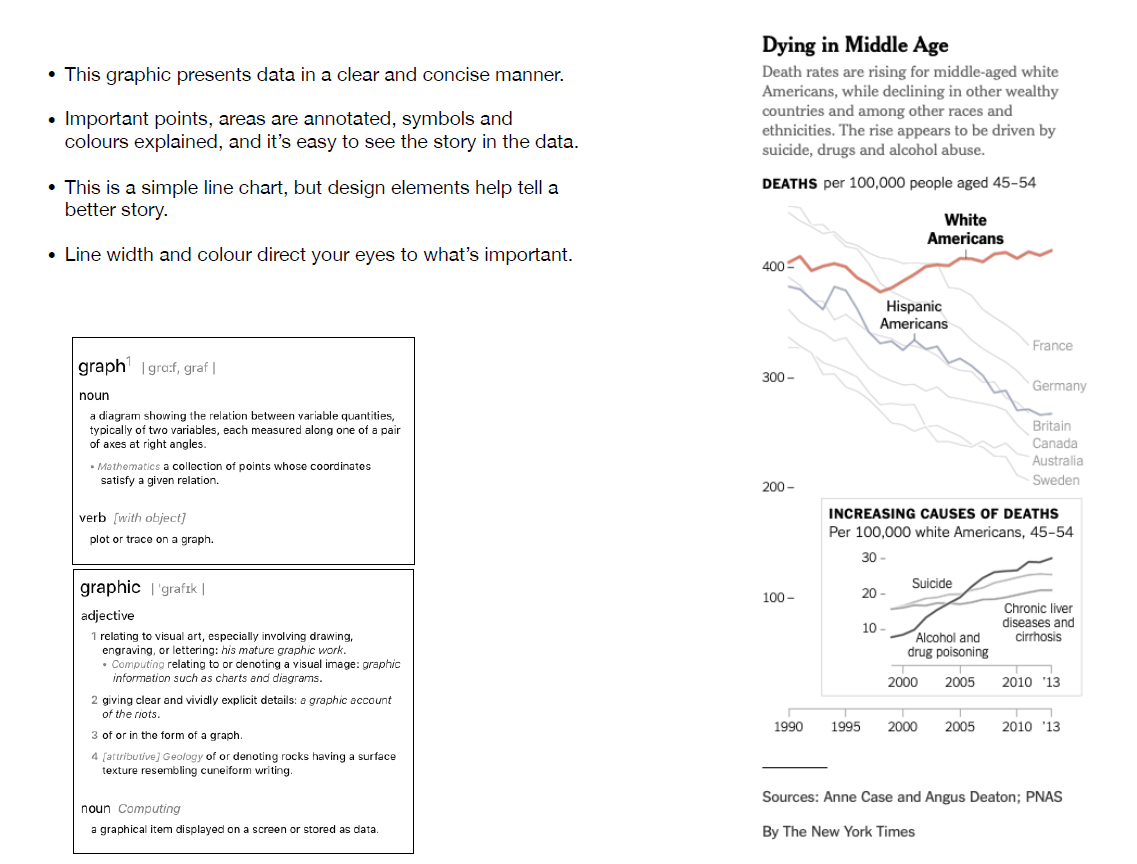 • This graphic presents data in a clear and concise manner.
• Important points, areas are annotated, symbols and
colours explained, and it's easy to see the story in the data.
• This is a simple line chart, but design elements help tell a
better story.
• Line width and colour direct your eyes to what's important.
graph¹ | grɑːf, graf |
noun
a diagram showing the relation between variable quantities,
typically of two variables, each measured along one of a pair
of axes at right angles.
• Mathematics a collection of points whose coordinates
satisfy a given relation.
verb [with object]
plot or trace on a graph.
graphic | ˈgrafɪk |
adjective
1 relating to visual art, especially involving drawing,
engraving, or lettering: his mature graphic work.
• Computing relating to or denoting a visual image: graphic
information such as charts and diagrams.
2 giving clear and vividly explicit details: a graphic account
of the riots.
3 of or in the form of a graph.
4 [attributive] Geology of or denoting rocks having a surface
texture resembling cuneiform writing.
noun Computing
a graphical item displayed on a screen or stored as data.
Dying in Middle Age
Death rates are rising for middle-aged white
Americans, while declining in other wealthy
countries and among other races and
ethnicities. The rise appears to be driven by
suicide, drugs and alcohol abuse.
DEATHS per 100,000 people aged 45–54
White
Americans
400
Hispanic
Americans
France
300
Germany
Britain
Canada
Australia
Sweden
200
INCREASING CAUSES OF DEATHS
Per 100,000 white Americans, 45–54
30
Suicide
20
100
Chronic liver
diseases and
cirrhosis
10
Alcohol and
drug poisoning
2000 2005 2010 '13
1990 1995 2000 2005 2010 '13
Sources: Anne Case and Angus Deaton; PNAS
By The New York Times